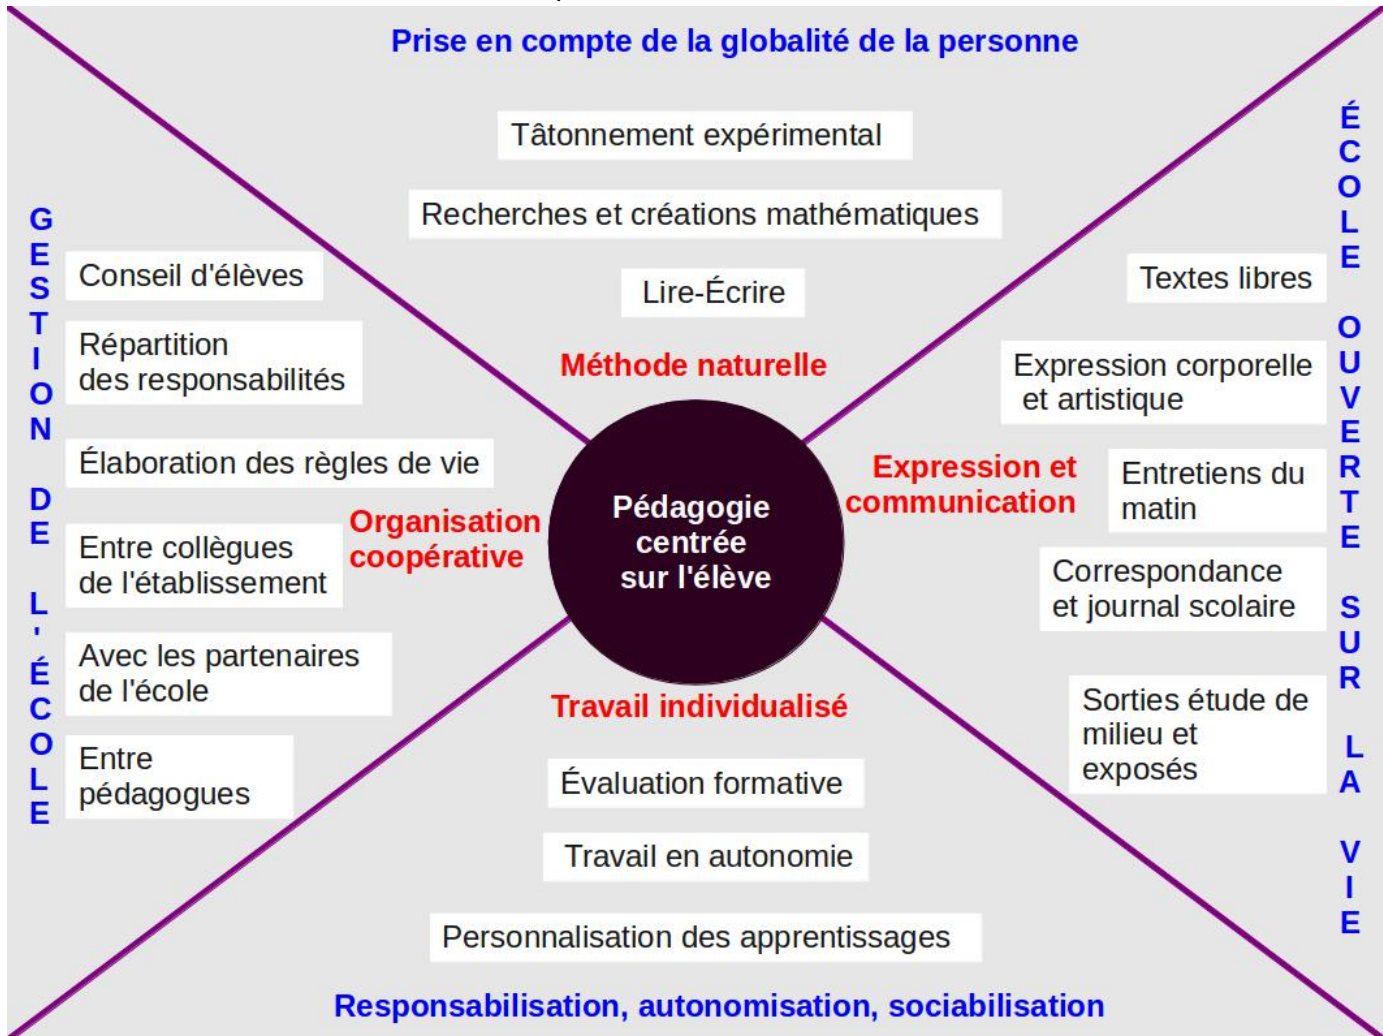 Prise en compte de la globalité de la personne
Tâtonnement expérimental
Recherches et créations mathématiques
Lire-Écrire
Méthode naturelle
GESTION DE L'ÉCOLE
Conseil d'élèves
Répartition
des responsabilités
Élaboration des règles de vie
Organisation
coopérative
Entre collègues
de l'établissement
Avec les partenaires
de l'école
Entre
pédagogues
Pédagogie
centrée
sur l'élève
ÉCOLE OUVERTE SUR LA VIE
Textes libres
Expression corporelle
et artistique
Expression et
communication
Entretiens du
matin
Correspondance
et journal scolaire
Sorties étude de
milieu et
exposés
Travail individualisé
Évaluation formative
Travail en autonomie
Personnalisation des apprentissages
Responsabilisation, autonomisation, sociabilisation